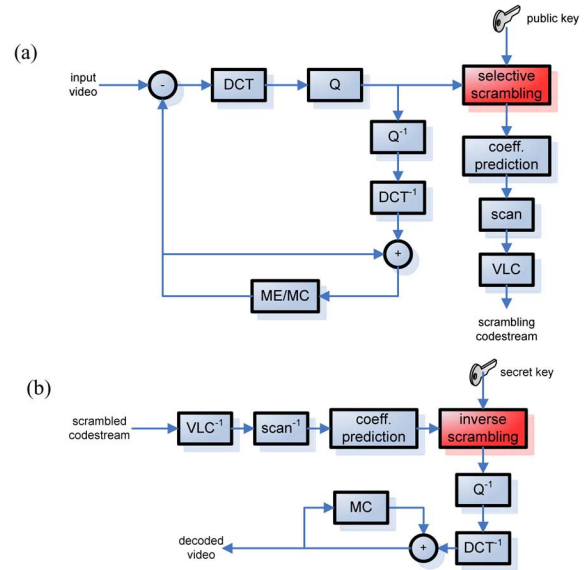 public key
(a)
input
video
-
DCT
Q
selective
scrambling
Q-1
coeff.
prediction
DCT-1
scan
+
VLC
ME/MC
scrambling
codestream
(b)
secret key
scrambled
codestream
VLC-1
scan-1
coeff.
prediction
inverse
scrambling
Q-1
MC
decoded
video
+
DCT-1